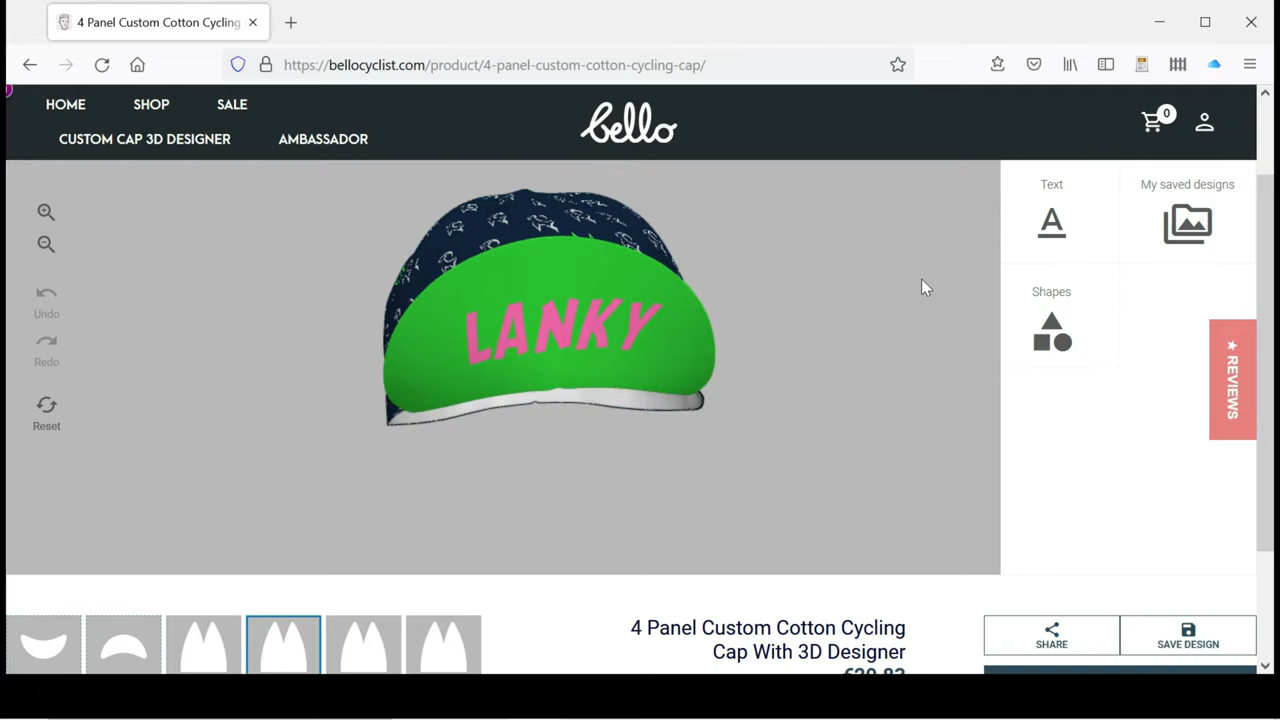 4 Panel Custom Cotton Cycling
https://bellocyclist.com/product/4-panel-custom-cotton-cycling-cap/
HOME
SHOP
SALE
bello
0
CUSTOM CAP 3D DESIGNER
AMBASSADOR
Text
My saved designs
A
LANKY
Undo
Redo
Reset
Shapes
★ REVIEWS
4 Panel Custom Cotton Cycling
Cap With 3D Designer
SHARE
SAVE DESIGN